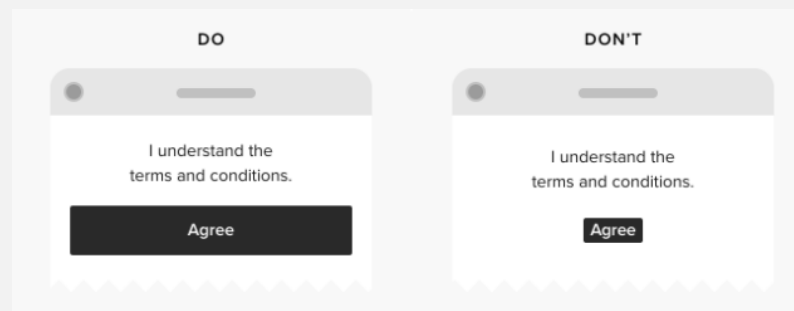 DO
I understand the
terms and conditions.
Agree
DON'T
I understand the
terms and conditions.
Agree